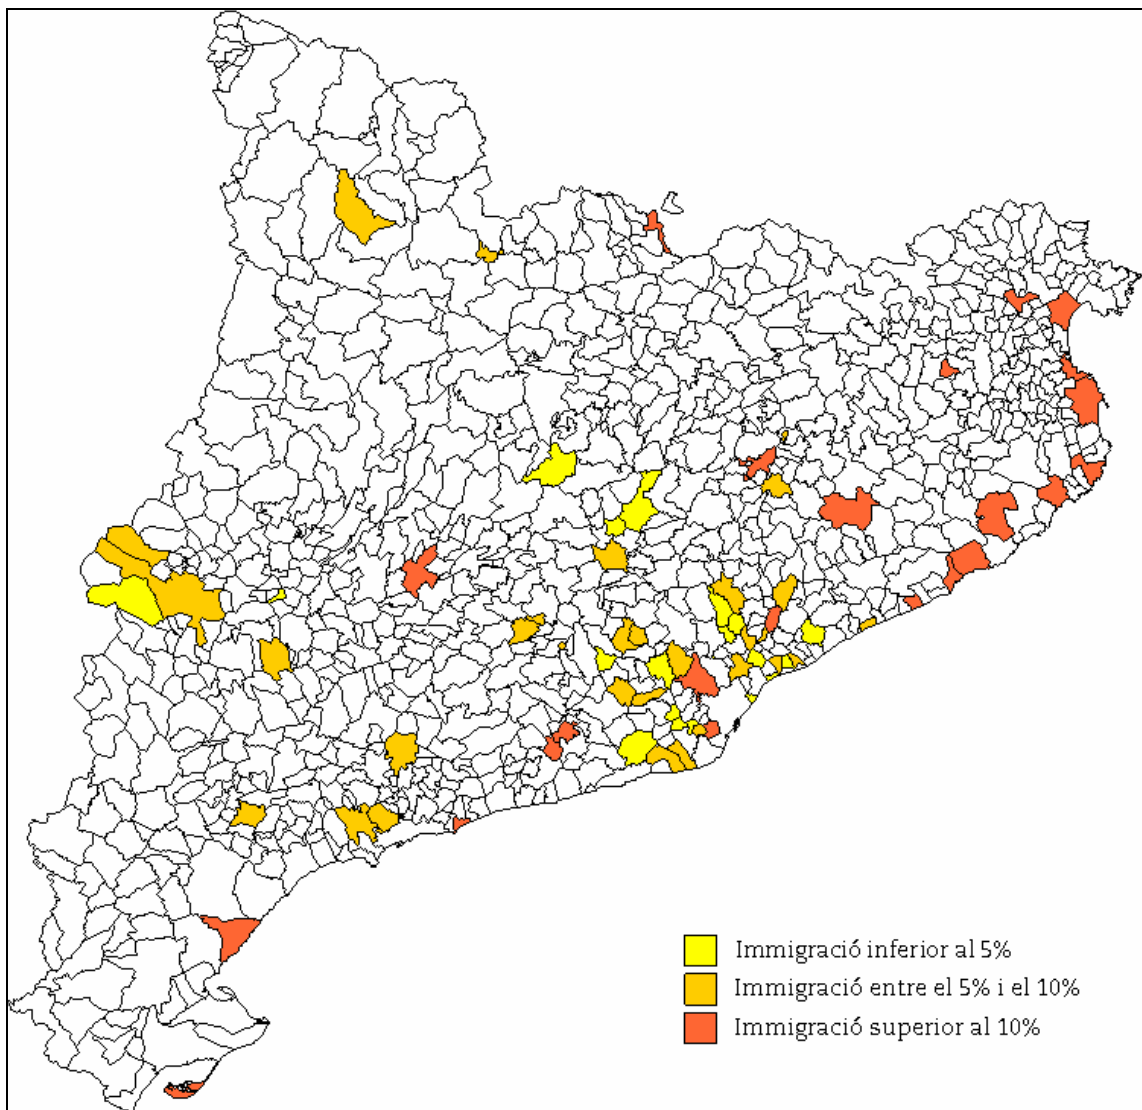 Immigració inferior al 5%
Immigració entre el 5% i el 10%
Immigració superior al 10%